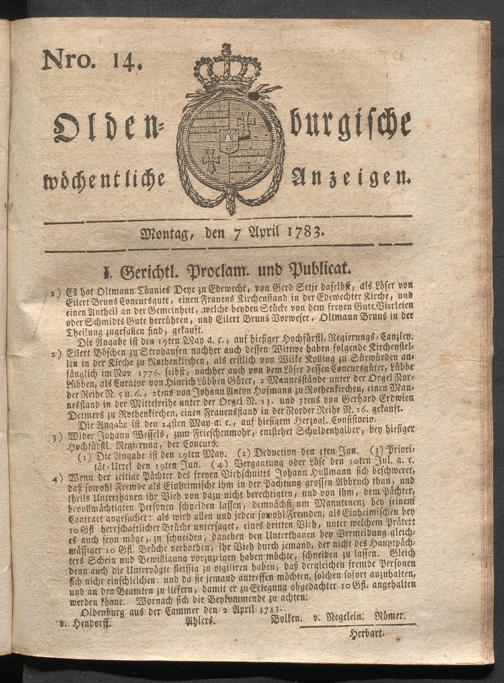 Nro. 14.
Olden- burgische
wöchentliche Anzeigen.
Montag, den 7 April 1783.
I. Gerichtl. Proclam. und Publicat.
1) Es hat Oltmann Tönnies Deye zu Edewecht, von Gerd Setje daselbst, als Löser von
Eilert Bruns Concursgute, einen Frauens Kirchenstand in der Edewechter Kirche, und
einen Antheil an der Gemeinheit, welche beyden Stücke von dem freyen Gute Vierleien
oder Schmidts Gute herrühren, und Eilert Bruns Vorweser, Oltmann Bruns in der
Theilung zugefallen sind, gekauft.
Die Angabe ist den 19ten May a. c., auf hiesiger Hochfürstl. Regierungs-Canzley.
2) Eilert Böschen zu Strohausen nachher auch dessen Wittwe haben folgende Kirchenstel-
len in der Kirche zu Rothenkirchen, als erstlich von Wilke Kolling zu Sürwürden an-
fänglich im Nov 1776. selbst, nachher auch von dem Löser dessen Concursgüter, Lübbe
Lübben, als Curator von Hinrich Lübben Güter, 2 Mannesstände unter der Orgel Nor-
der Reihe N. 5 u. 6., 2tens von Johann Anton Hofmann zu Rothenkirchen, einen Man-
nesstand in der Mittelreihe unter der Orgel N. 13. und 3tens von Gerhard Erdwien
Detmers zu Rothenkirchen, einen Frauensstand in der Norder Reihe N. 26. gekauft.
Die Angabe ist den 24sten May a. c., auf hiesigem Herzogl. Consistorio.
3) Wider Johann Wessels, zum Frieschenmohr, entstehet Schuldenhalber, bey hiesiger
Hochfürstl. Regierung, der Concurs.
(1) Die Angabe ist den 19ten May. (2) Deduction den 3ten Jun. (3) Priori-
tät-Urtel den 19ten Jun. (4) Vergantung oder Löse den 10ten Jul. a. c.
4) Wenn der zeitige Pächter des freyen Viehschnitts Johann Hullmann sich beschweret,
daß sowohl Fremde als Einheimische ihm in der Pachtung grossen Abbruch thun, und
theils Unterthanen ihr Vieh von dazu nicht berechtigten, und von ihm, dem Pächter,
bevollmächtigten Personen schneiden lassen, demnächst um Manutenenz bey jenem
Contract angesuchet: als wird allen und jeden sowohl Fremden, als Einheimischen bey
10 Gfl herrschaftlicher Brüche untersaget, eines dritten Vieh, unter welchem Prätext
es auch seyn möge, zu schneiden, daneben den Unterthanen bey Vermeidung gleich-
mässiger 10 Gfl. Brüche verbothen, ihr Vieh durch jemand, der nicht des Hauptpäch-
ters Schein und Bewilligung vorzuzeigen haben möchte, schneiden zu lassen. Gleich
denn auch die Untervögte fleissig zu vigiliren haben, daß dergleichen fremde Personen
sich nicht einschleichen, und da sie jemand antreffen möchten, solchen sofort anzuhalten,
und an den Beamten zu liefern, damit er zu Erlegung obgedachter 10 Gfl. angehalten
werden könne. Wornach sich die Beykommende zu achten.
Oldenburg aus der Cammer den 2 April 1783.
v. Hendorff. Ahlers. Bolken. v. Negelein. Römer.
Herbart.